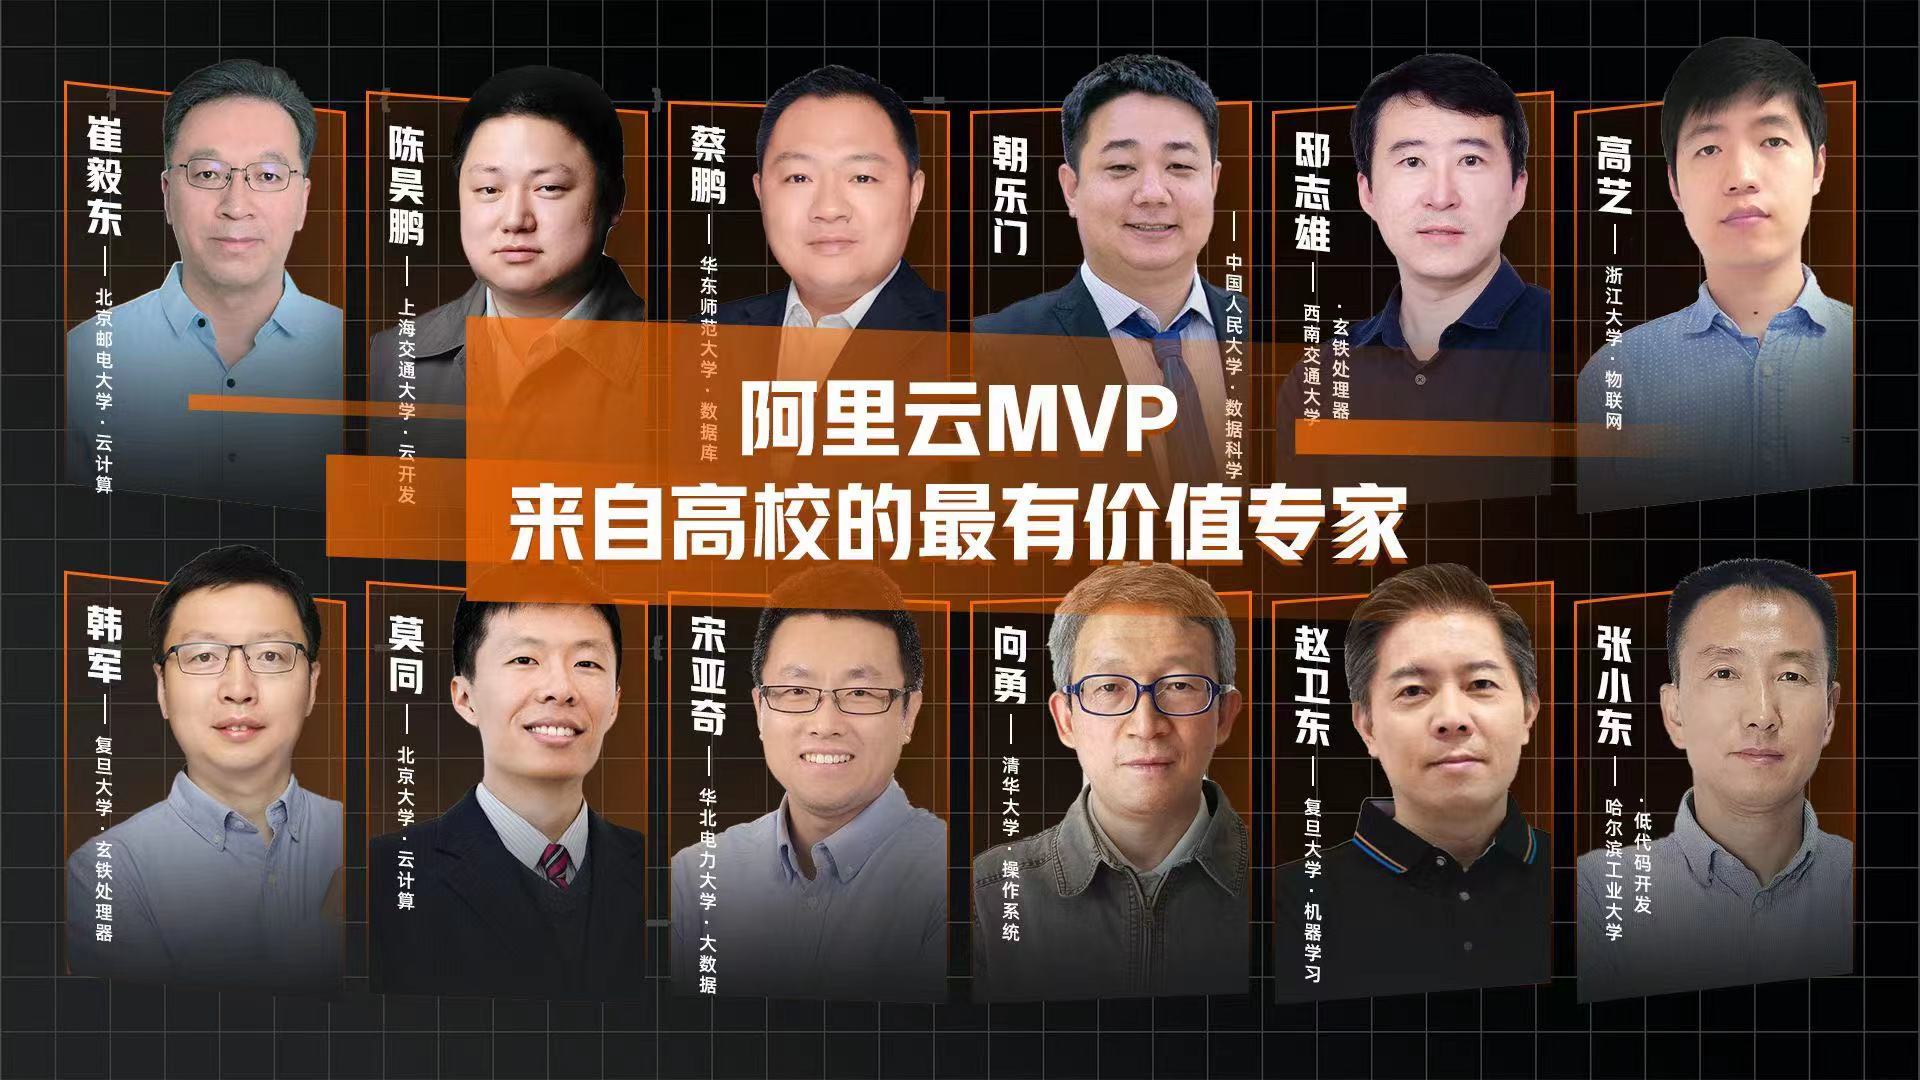 崔毅东——北京邮电大学·云计算
陈昊鹏——上海交通大学·云开发
蔡鹏——华东师范大学·数据库
朝乐门——中国人民大学·数据科学
邸志雄——西南交通大学·玄铁处理器
高艺——浙江大学·物联网
阿里云MVP
来自高校的最有价值专家
韩军——复旦大学·玄铁处理器
莫同——北京大学·云计算
宋亚奇——华北电力大学·大数据
向勇——清华大学·操作系统
赵卫东——复旦大学·机器学习
张小东——哈尔滨工业大学·低代码开发